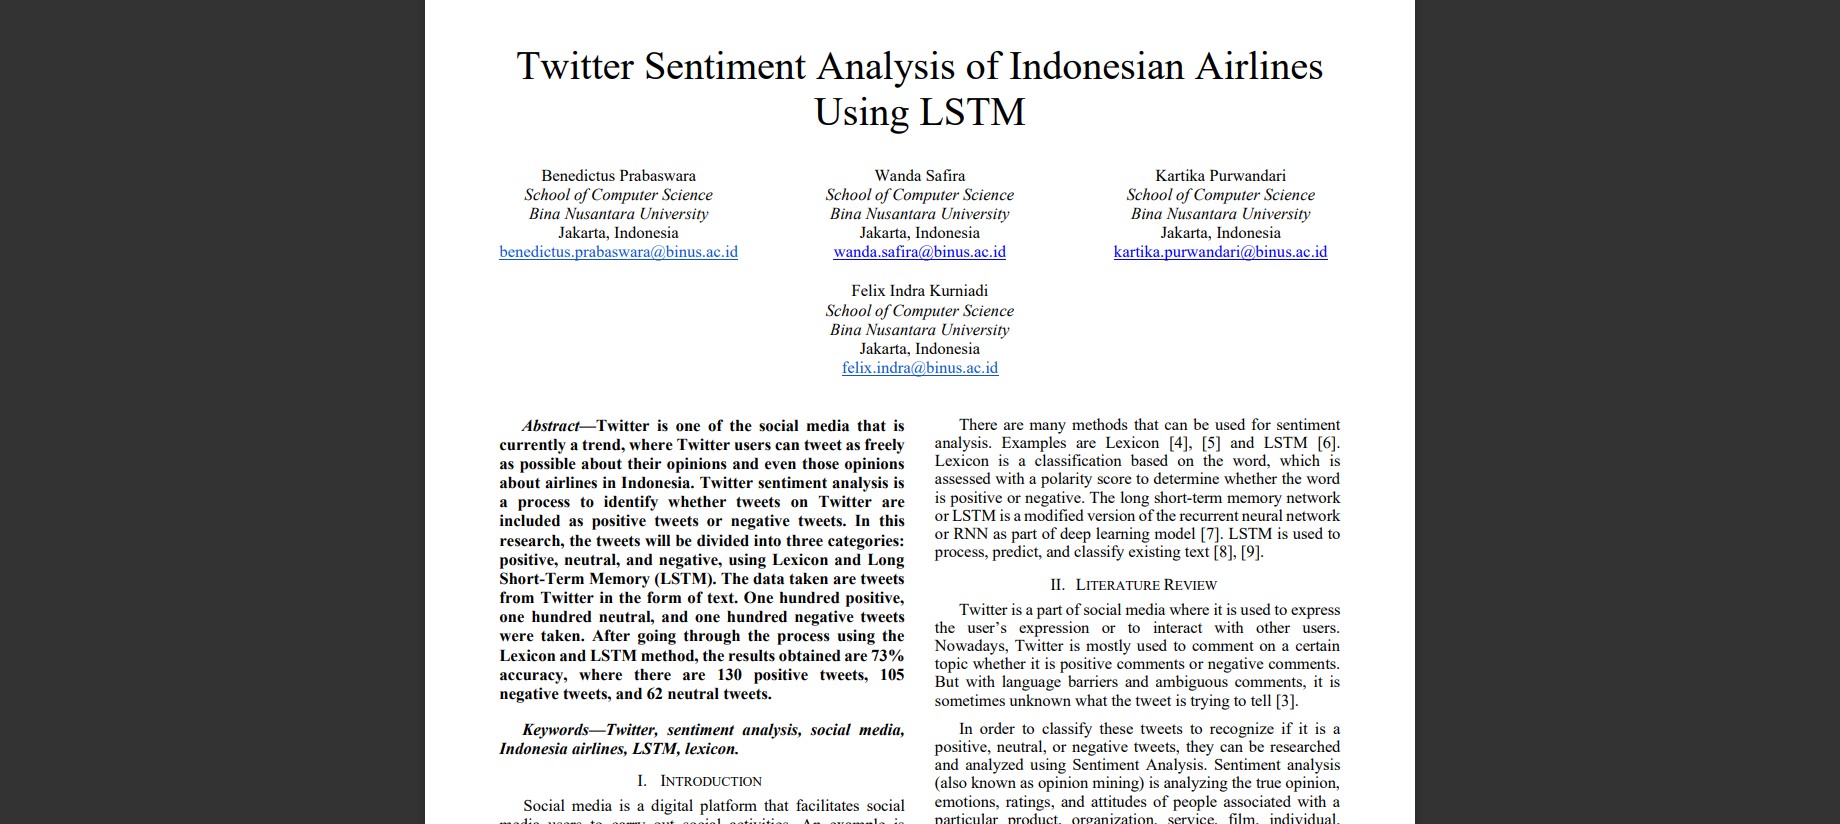 Twitter Sentiment Analysis of Indonesian Airlines
Using LSTM
Benedictus Prabaswara
School of Computer Science
Bina Nusantara University
Jakarta, Indonesia
benedictus.prabaswara@binus.ac.id
Wanda Safira
School of Computer Science
Bina Nusantara University
Jakarta, Indonesia
wanda.safira@binus.ac.id
Kartika Purwandari
School of Computer Science
Bina Nusantara University
Jakarta, Indonesia
kartika.purwandari@binus.ac.id
Felix Indra Kurniadi
School of Computer Science
Bina Nusantara University
Jakarta, Indonesia
felix.indra@binus.ac.id
Abstract—Twitter is one of the social media that is
currently a trend, where Twitter users can tweet as freely
as possible about their opinions and even those opinions
about airlines in Indonesia. Twitter sentiment analysis is
a process to identify whether tweets on Twitter are
included as positive tweets or negative tweets. In this
research, the tweets will be divided into three categories:
positive, neutral, and negative, using Lexicon and Long
Short-Term Memory (LSTM). The data taken are tweets
from Twitter in the form of text. One hundred positive,
one hundred neutral, and one hundred negative tweets
were taken. After going through the process using the
Lexicon and LSTM method, the results obtained are 73%
accuracy, where there are 130 positive tweets, 105
negative tweets, and 62 neutral tweets.
Keywords—Twitter, sentiment analysis, social media,
Indonesia airlines, LSTM, lexicon.
I. INTRODUCTION
Social media is a digital platform that facilitates social
media users to carry out social activities. An example is
There are many methods that can be used for sentiment
analysis. Examples are Lexicon [4], [5] and LSTM [6].
Lexicon is a classification based on the word, which is
assessed with a polarity score to determine whether the word
is positive or negative. The long short-term memory network
or LSTM is a modified version of the recurrent neural network
or RNN as part of deep learning model [7]. LSTM is used to
process, predict, and classify existing text [8], [9].
II. LITERATURE REVIEW
Twitter is a part of social media where it is used to express
the user’s expression or to interact with other users.
Nowadays, Twitter is mostly used to comment on a certain
topic whether it is positive comments or negative comments.
But with language barriers and ambiguous comments, it is
sometimes unknown what the tweet is trying to tell [3].
In order to classify these tweets to recognize if it is a
positive, neutral, or negative tweets, they can be researched
and analyzed using Sentiment Analysis. Sentiment analysis
(also known as opinion mining) is analyzing the true opinion,
emotions, ratings, and attitudes of people associated with a
particular product, organization, service, film, individual,